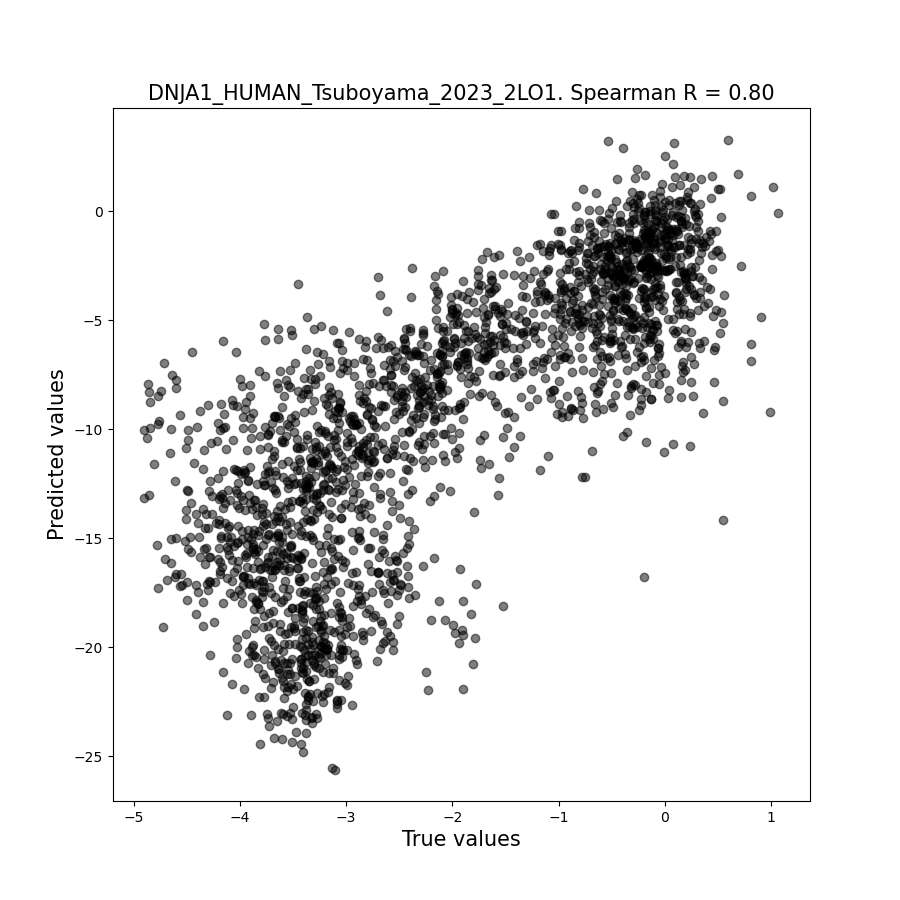 DNJA1_HUMAN_Tsuboyama_2023_2LO1. Spearman R = 0.80
0
−5
−10
−15
−20
−25
Predicted values
−5 −4 −3 −2 −1 0 1
True values